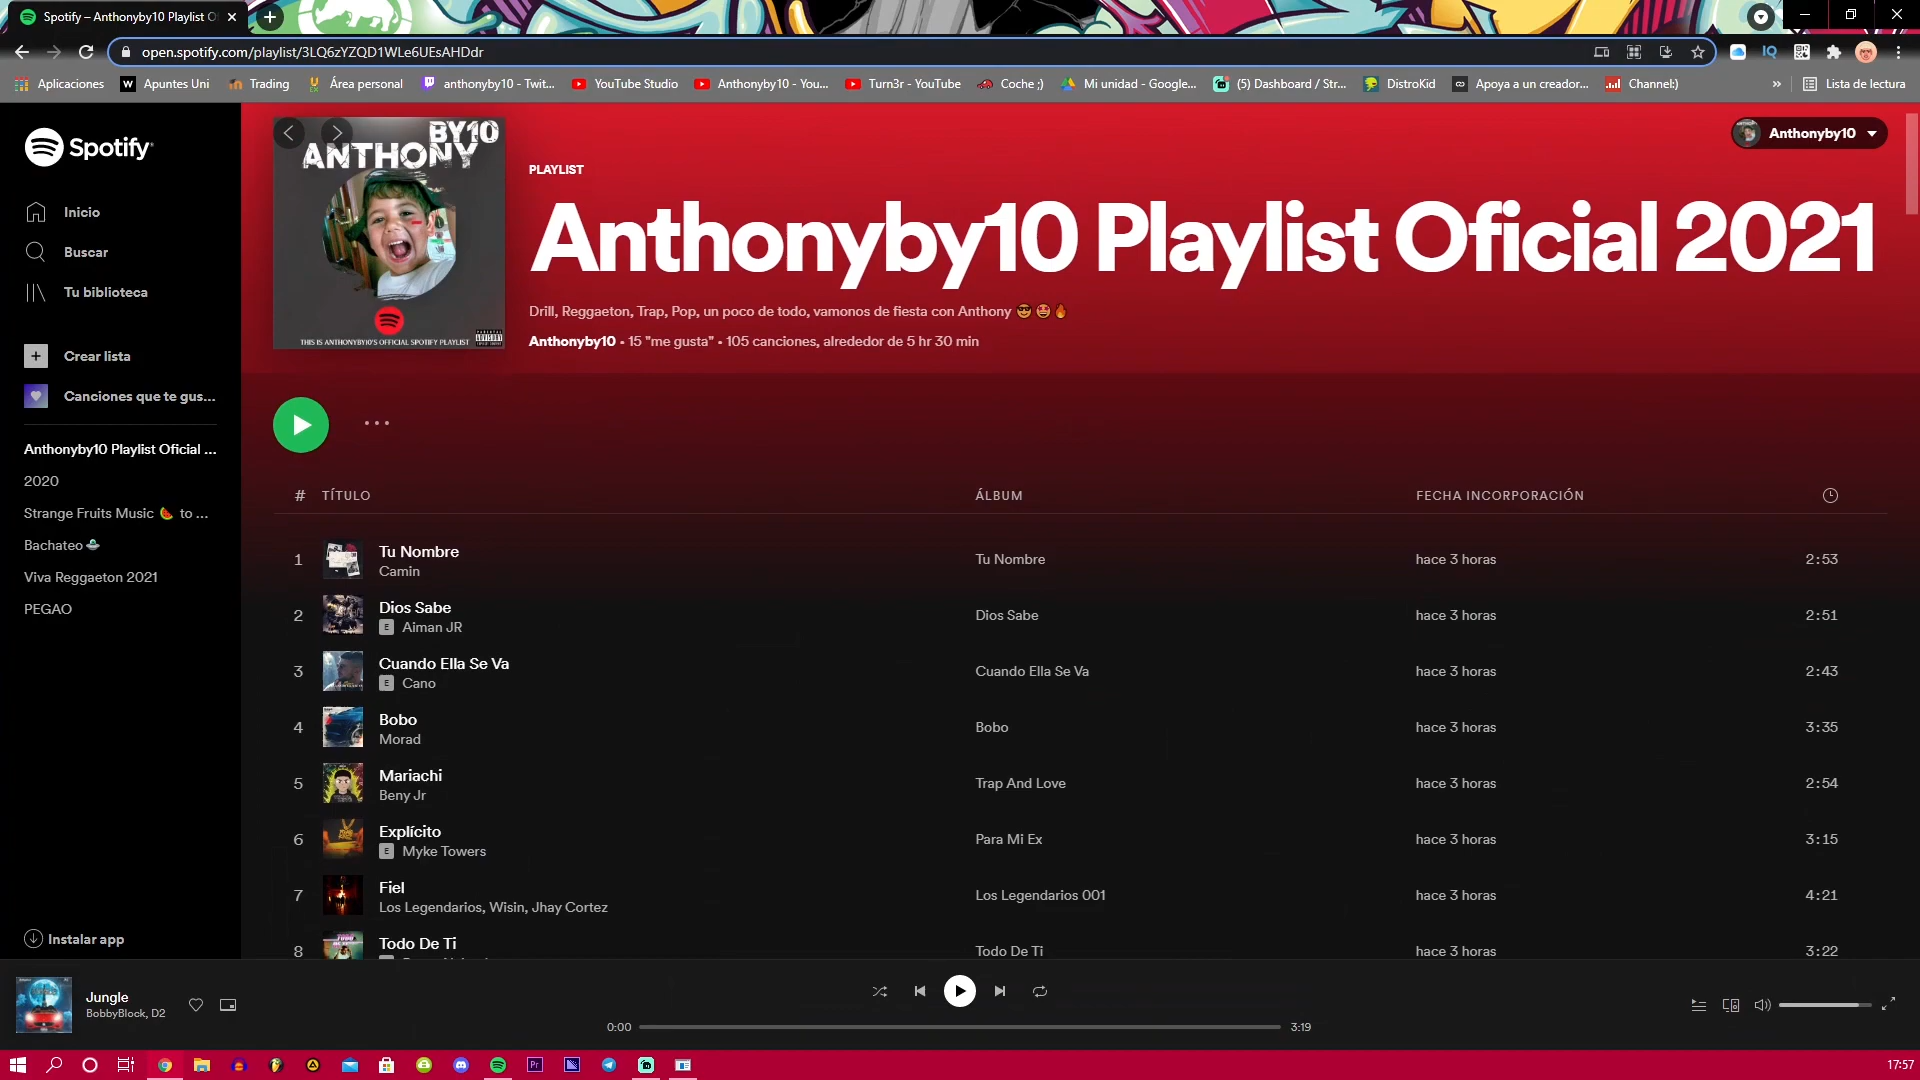 Spotify – Anthonyby10 Playlist O
open.spotify.com/playlist/3LQ6zYZQD1WLe6UEsAHDdr
Aplicaciones
Apuntes Uni
Trading
Área personal
anthonyby10 - Twit...
YouTube Studio
Anthonyby10 - You...
Turn3r - YouTube
Coche ;)
Mi unidad - Google...
(5) Dashboard / Str...
DistroKid
Apoya a un creador...
Channel:)
»
Lista de lectura
Spotify
Inicio
Buscar
Tu biblioteca
Crear lista
Canciones que te gus...
Anthonyby10 Playlist Oficial ...
2020
Strange Fruits Music 🍉 to ...
Bachateo 🛸
Viva Reggaeton 2021
PEGAO
Instalar app
BY10
ANTHONY
THIS IS ANTHONYBY10'S OFFICIAL SPOTIFY PLAYLIST
PARENTAL ADVISORY
Anthonyby10
PLAYLIST
Anthonyby10 Playlist Oficial 2021
Drill, Reggaeton, Trap, Pop, un poco de todo, vamonos de fiesta con Anthony 😎🤩🔥
Anthonyby10 • 15 "me gusta" • 105 canciones, alrededor de 5 hr 30 min
# TÍTULO ÁLBUM FECHA INCORPORACIÓN
1 Tu Nombre Tu Nombre hace 3 horas 2:53
Camin
2 Dios Sabe Dios Sabe hace 3 horas 2:51
E Aiman JR
3 Cuando Ella Se Va Cuando Ella Se Va hace 3 horas 2:43
E Cano
4 Bobo Bobo hace 3 horas 3:35
Morad
5 Mariachi Trap And Love hace 3 horas 2:54
Beny Jr
6 Explícito Para Mi Ex hace 3 horas 3:15
E Myke Towers
7 Fiel Los Legendarios 001 hace 3 horas 4:21
Los Legendarios, Wisin, Jhay Cortez
8 Todo De Ti Todo De Ti hace 3 horas 3:22
Jungle
BobbyBlock, D2
0:00
3:19
17:57